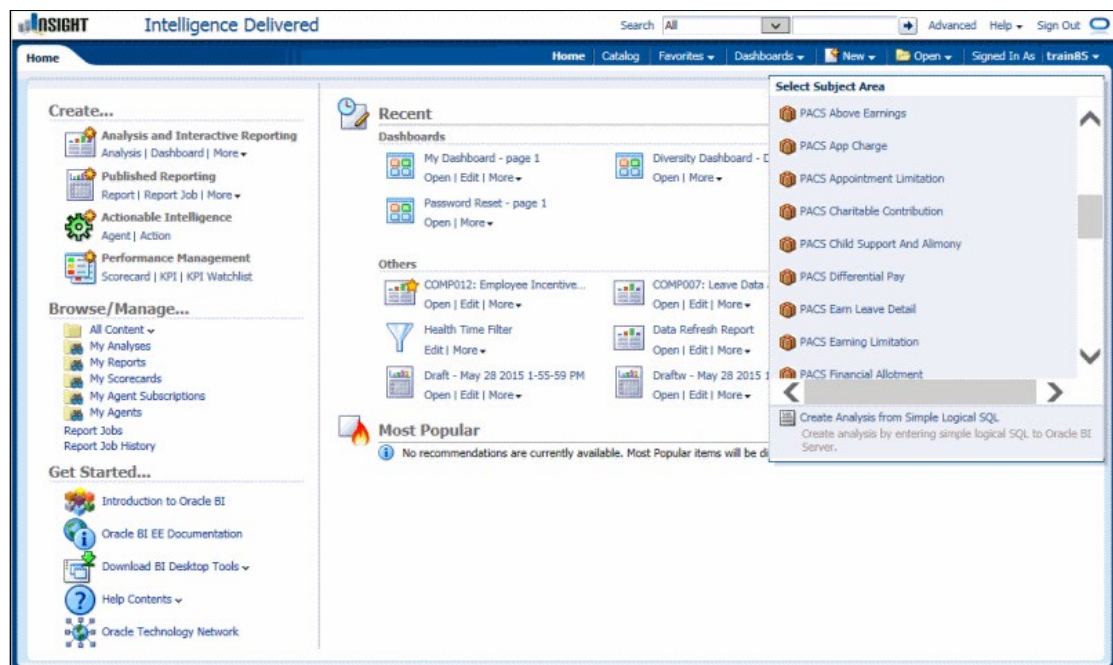 INSIGHT Intelligence Delivered Search All Advanced Help Sign Out
Home Home Catalog Favorites Dashboards New Open Signed In As train85
Select Subject Area
PACS Above Earnings
PACS App Charge
PACS Appointment Limitation
PACS Charitable Contribution
PACS Child Support And Alimony
PACS Differential Pay
PACS Earn Leave Detail
PACS Earning Limitation
PACS Financial Allotment
Create Analysis from Simple Logical SQL
Create analysis by entering simple logical SQL to Oracle BI
Server.
Create...
Analysis and Interactive Reporting
Analysis | Dashboard | More
Published Reporting
Report | Report Job | More
Actionable Intelligence
Agent | Action
Performance Management
Scorecard | KPI | KPI Watchlist
Browse/Manage...
All Content
My Analyses
My Reports
My Scorecards
My Agent Subscriptions
My Agents
Report Jobs
Report Job History
Get Started...
Introduction to Oracle BI
Oracle BI EE Documentation
Download BI Desktop Tools
Help Contents
Oracle Technology Network
Recent
Dashboards
My Dashboard - page 1
Open | Edit | More
Diversity Dashboard - D
Open | More
Password Reset - page 1
Open | More
Others
COMP012: Employee Incentive...
Open | Edit | More
COMP007: Leave Data
Open | Edit | More
Health Time Filter
Edit | More
Data Refresh Report
Open | Edit | More
Draft - May 28 2015 1-55-59 PM
Open | Edit | More
Draftw - May 28 2015 1
Open | Edit | More
Most Popular
No recommendations are currently available. Most Popular items will be di